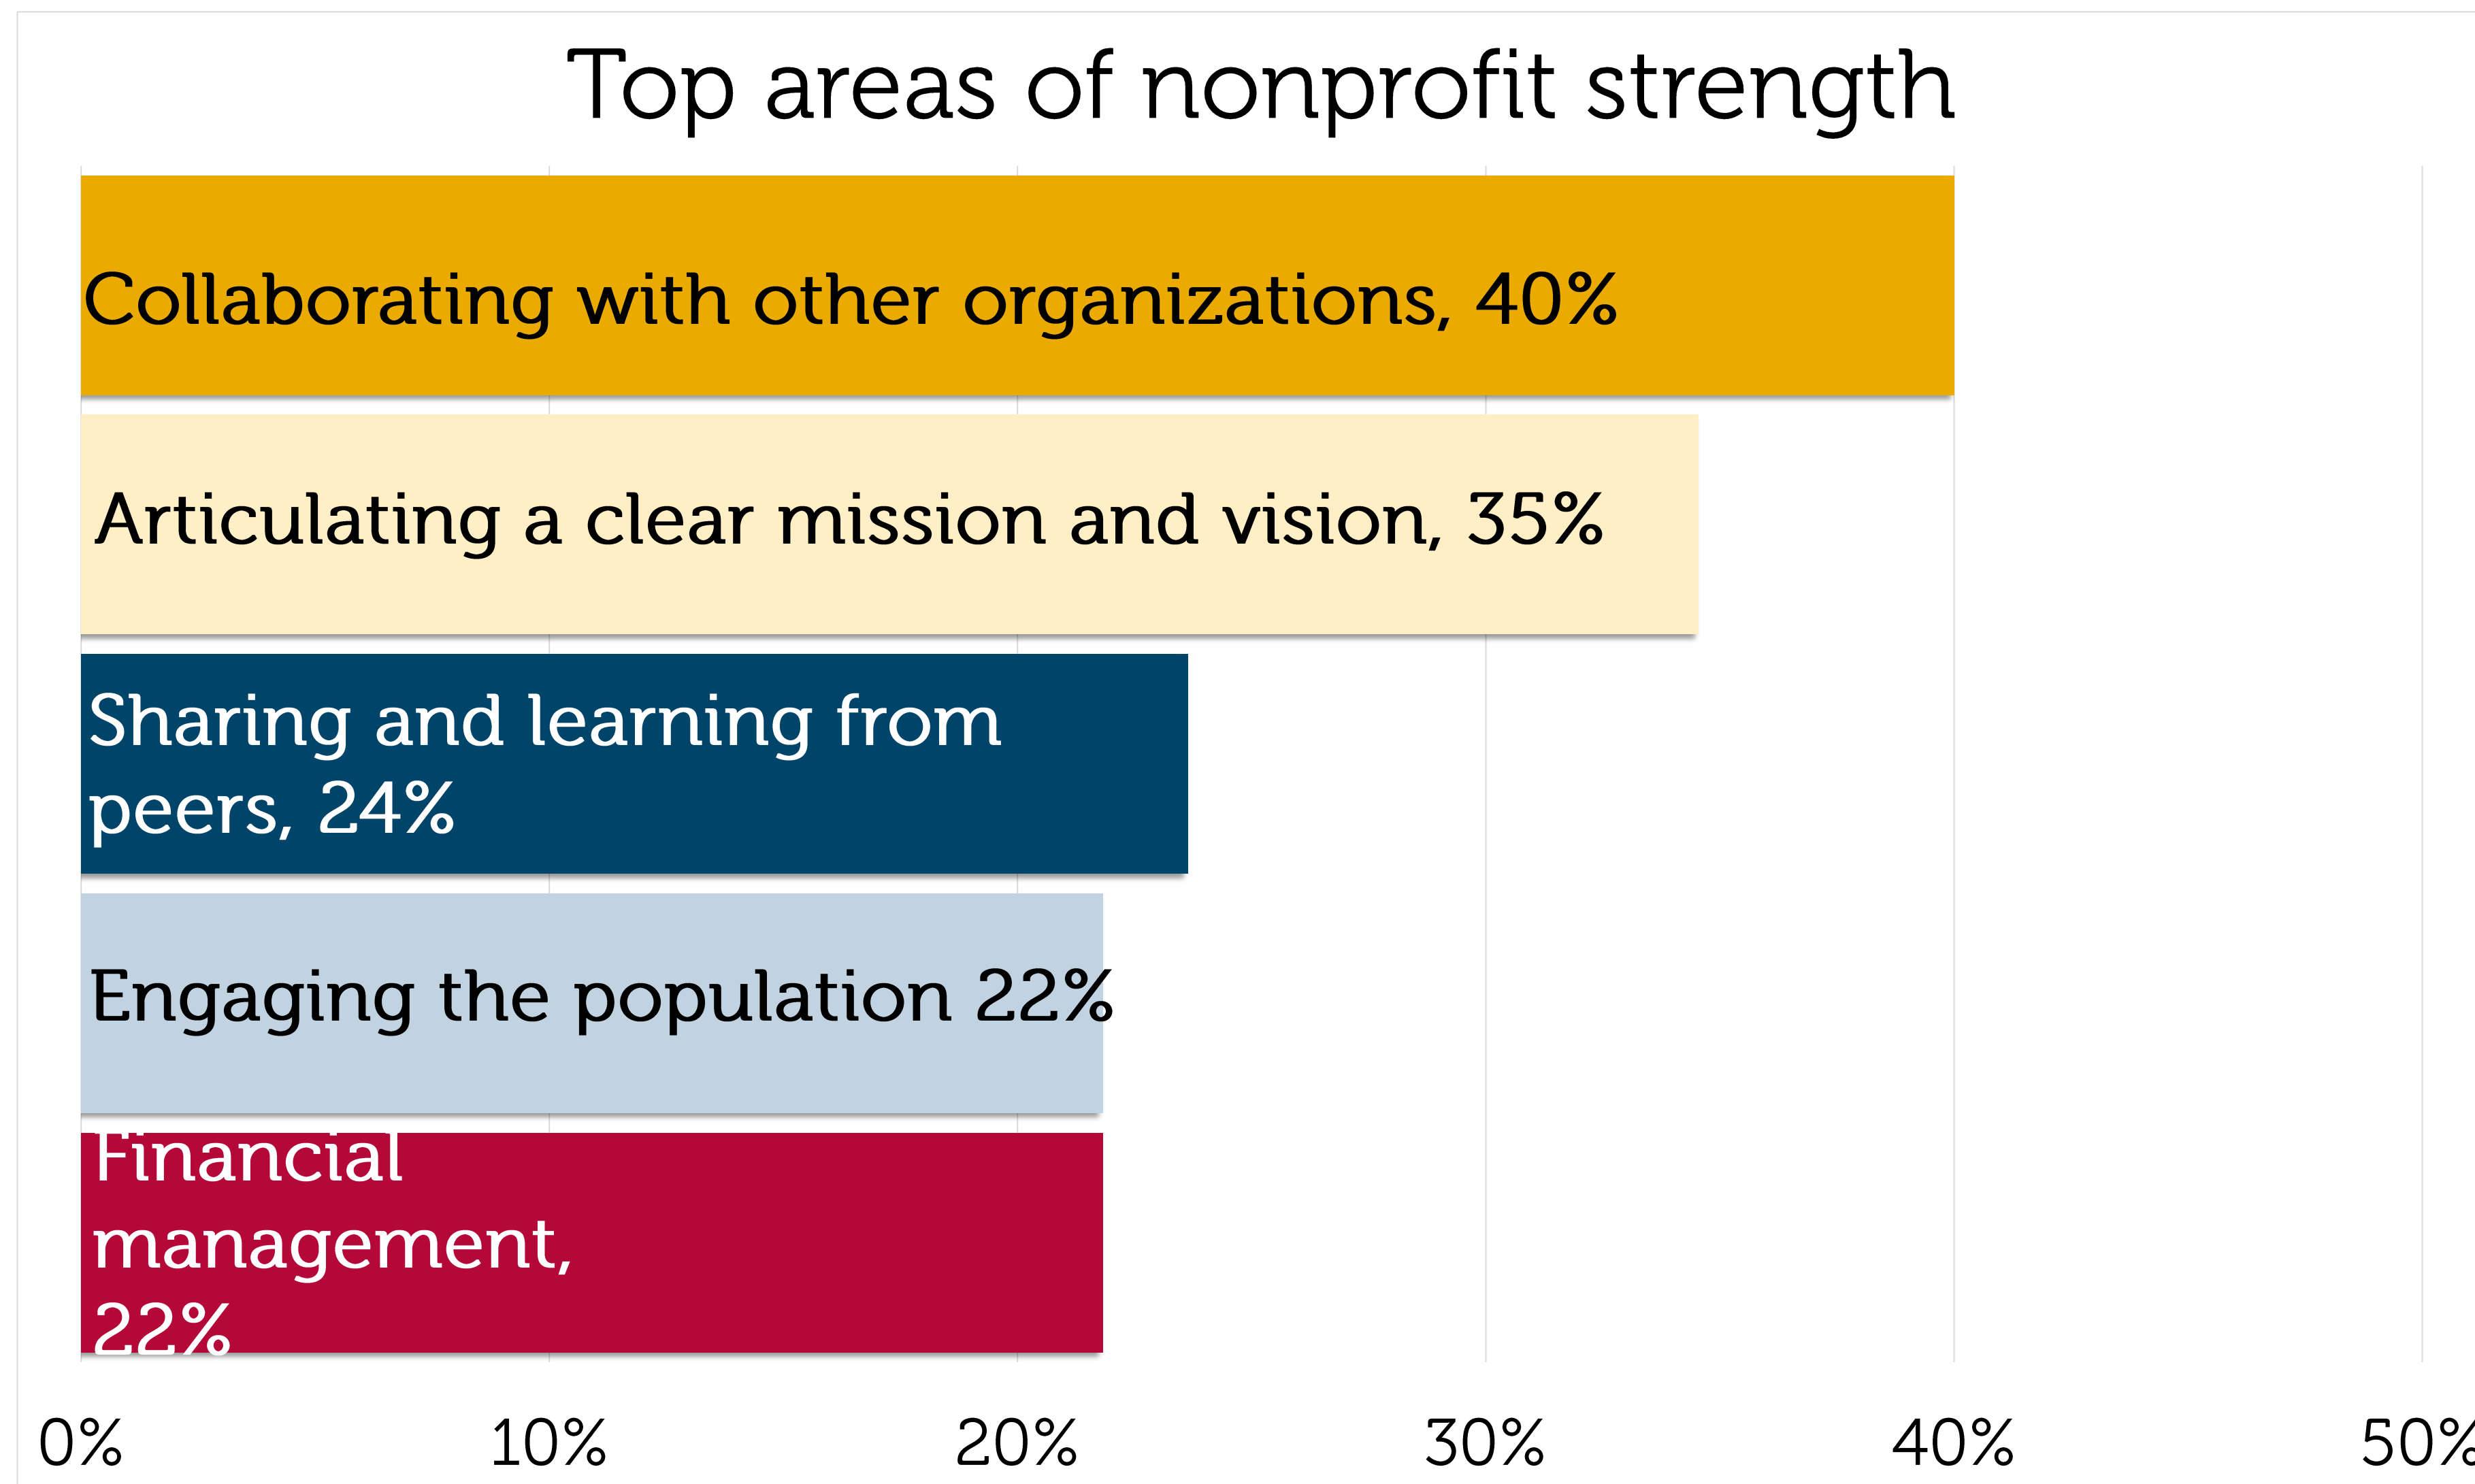 Top areas of nonprofit strength
Collaborating with other organizations, 40%
Articulating a clear mission and vision, 35%
Sharing and learning from
peers, 24%
Engaging the population 22%
Financial
management,
22%
0% 10% 20% 30% 40% 50%